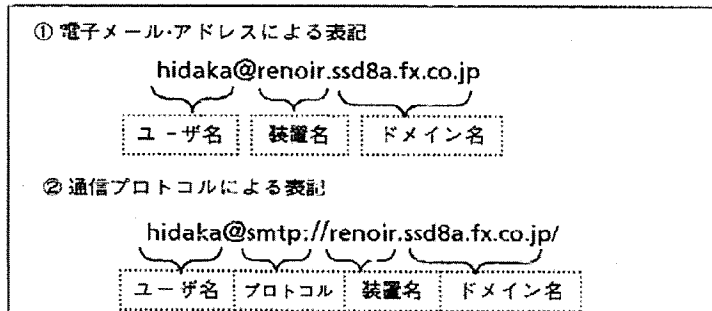 ① 電子メール・アドレスによる表記
hidaka@renoir.ssd8a.fx.co.jp
ユーザ名 装置名 ドメイン名
② 通信プロトコルによる表記
hidaka@smtp://renoir.ssd8a.fx.co.jp/
ユーザ名 プロトコル 装置名 ドメイン名